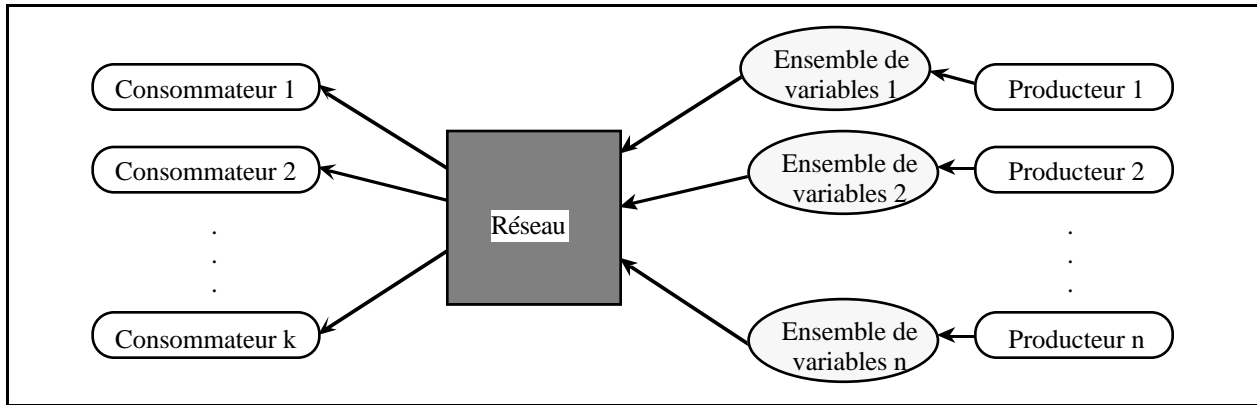 Consommateur 1
Consommateur 2
.
.
.
Consommateur k
Réseau
Ensemble de
variables 1
Ensemble de
variables 2
Ensemble de
variables n
Producteur 1
Producteur 2
.
.
.
Producteur n